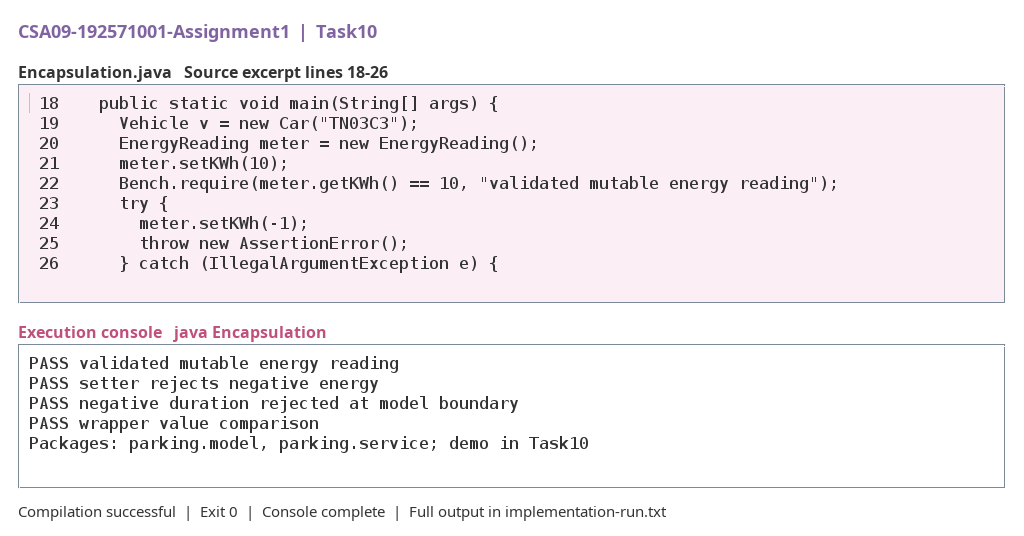 CSA09-192571001-Assignment1 | Task10
Encapsulation.java Source excerpt lines 18-26
18    public static void main(String[] args) {
19      Vehicle v = new Car("TN03C3");
20      EnergyReading meter = new EnergyReading();
21      meter.setKWh(10);
22      Bench.require(meter.getKWh() == 10, "validated mutable energy reading");
23      try {
24        meter.setKWh(-1);
25        throw new AssertionError();
26      } catch (IllegalArgumentException e) {
Execution console java Encapsulation
PASS validated mutable energy reading
PASS setter rejects negative energy
PASS negative duration rejected at model boundary
PASS wrapper value comparison
Packages: parking.model, parking.service; demo in Task10
Compilation successful | Exit 0 | Console complete | Full output in implementation-run.txt